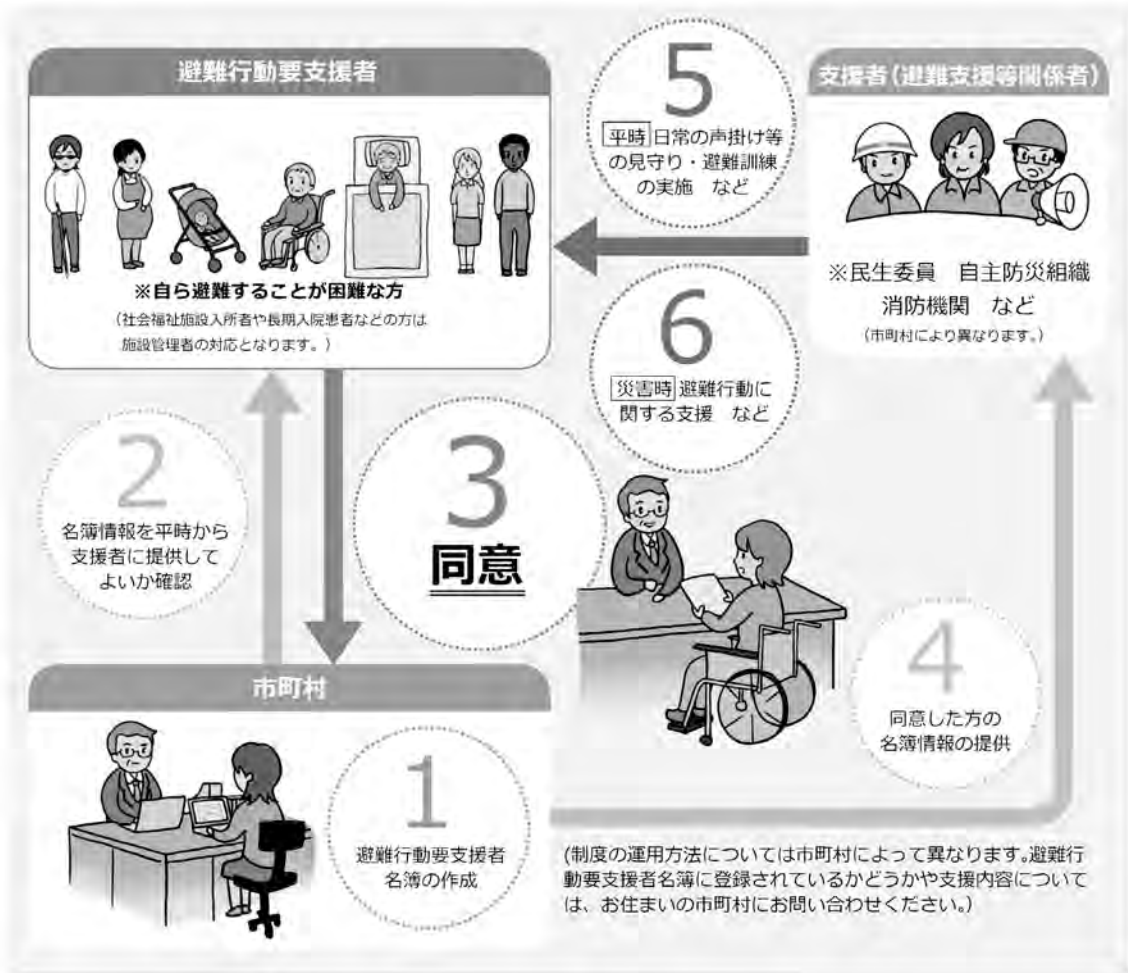 避難行動要支援者
※自ら避難することが困難な方
(社会福祉施設入所者や長期入院患者などの方は
施設管理者の対応となります。)
5
平時 日常の声掛け等
の見守り・避難訓練
の実施 など
支援者(避難支援等関係者)
※民生委員 自主防災組織
消防機関 など
(市町村により異なります。)
6
災害時 避難行動に
関する支援 など
2
名簿情報を平時から
支援者に提供して
よいか確認
3
同意
4
同意した方の
名簿情報の提供
市町村
1
避難行動要支援者
名簿の作成
(制度の運用方法については市町村によって異なります。避難行
動要支援者名簿に登録されているかどうかや支援内容について
は、お住まいの市町村にお問い合わせください。)